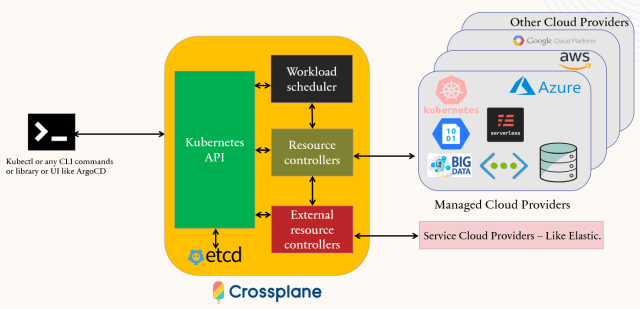 Other Cloud Providers
Google Cloud Platform
aws
Azure
kubernetes
serverless
10
01
BIG
DATA
Managed Cloud Providers
Workload
scheduler
Kubernetes
API
Resource
controllers
External
resource
controllers
Kubectl or any CLI commands
or library or UI like ArgoCD
Service Cloud Providers – Like Elastic.
etcd
Crossplane